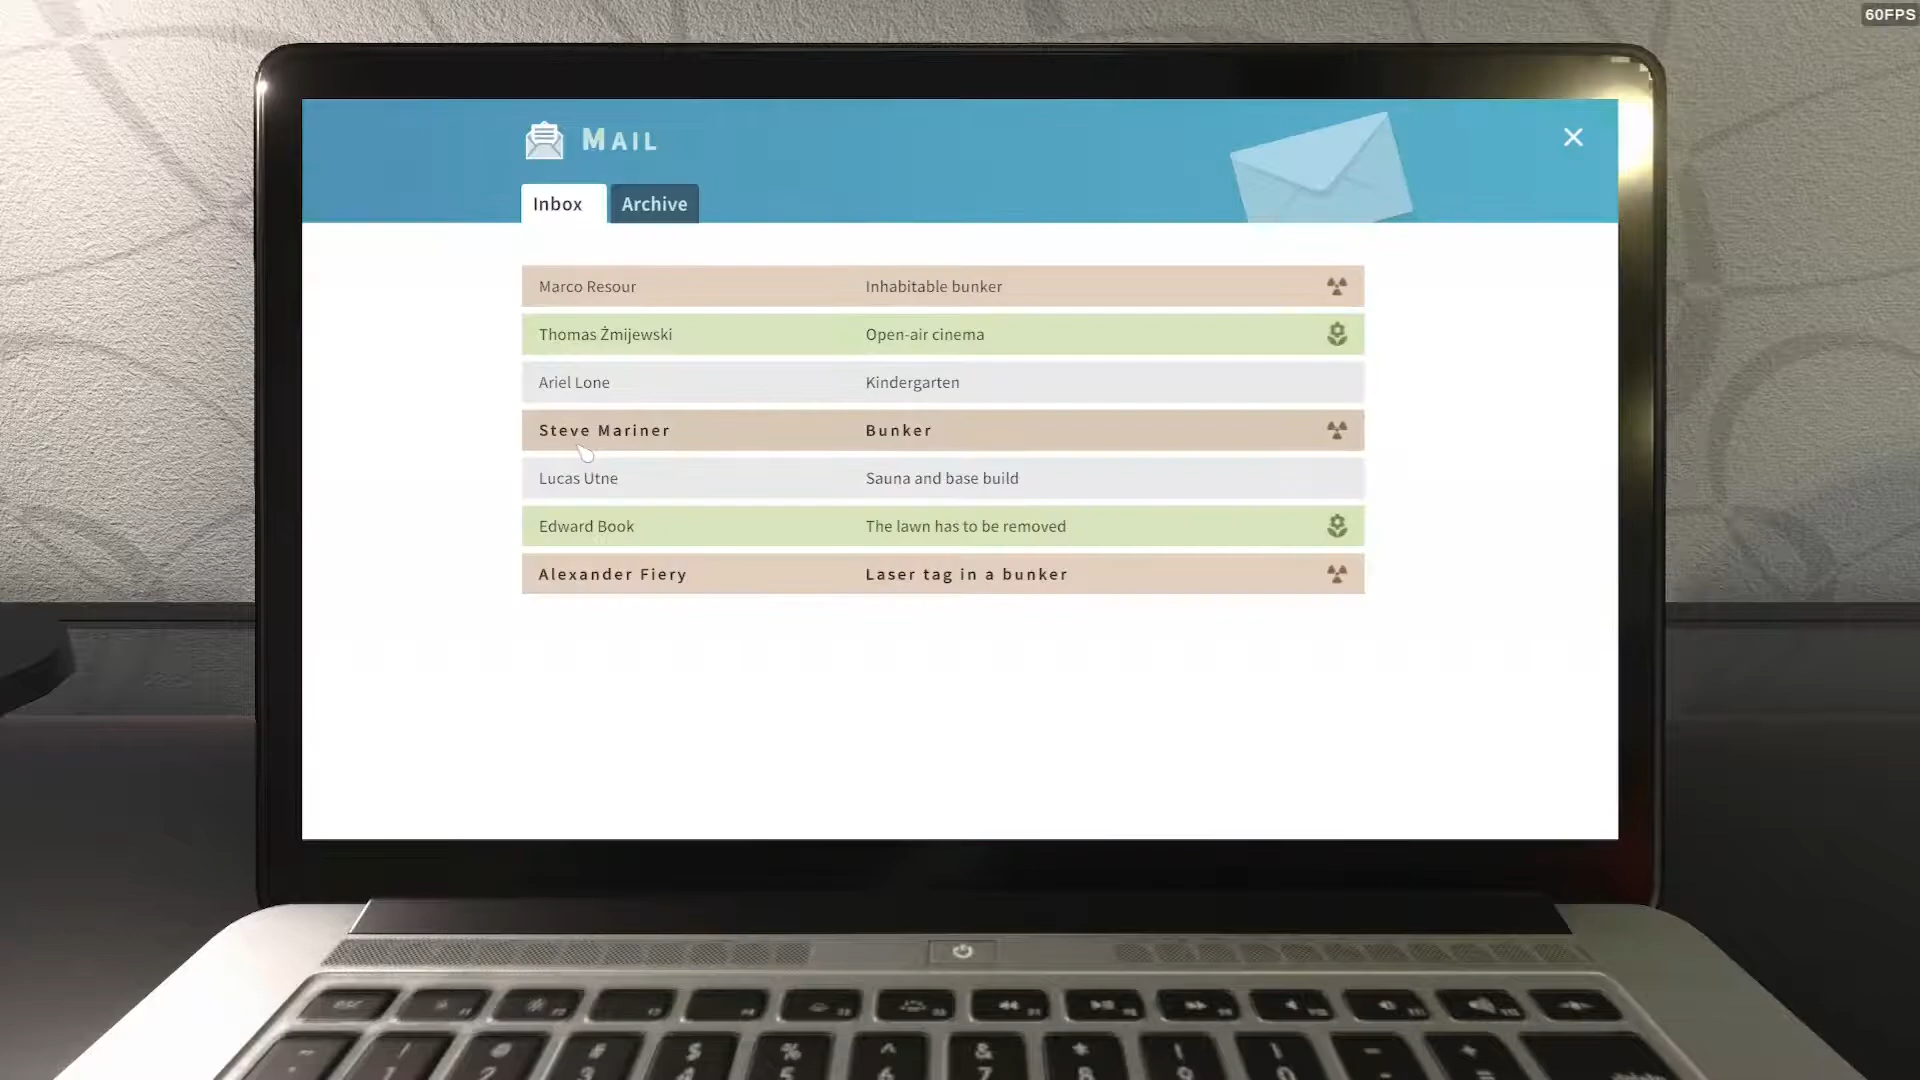 60FPS
MAIL
Inbox Archive
Marco Resour Inhabitable bunker
Thomas Żmijewski Open-air cinema
Ariel Lone Kindergarten
Steve Mariner Bunker
Lucas Utne Sauna and base build
Edward Book The lawn has to be removed
Alexander Fiery Laser tag in a bunker